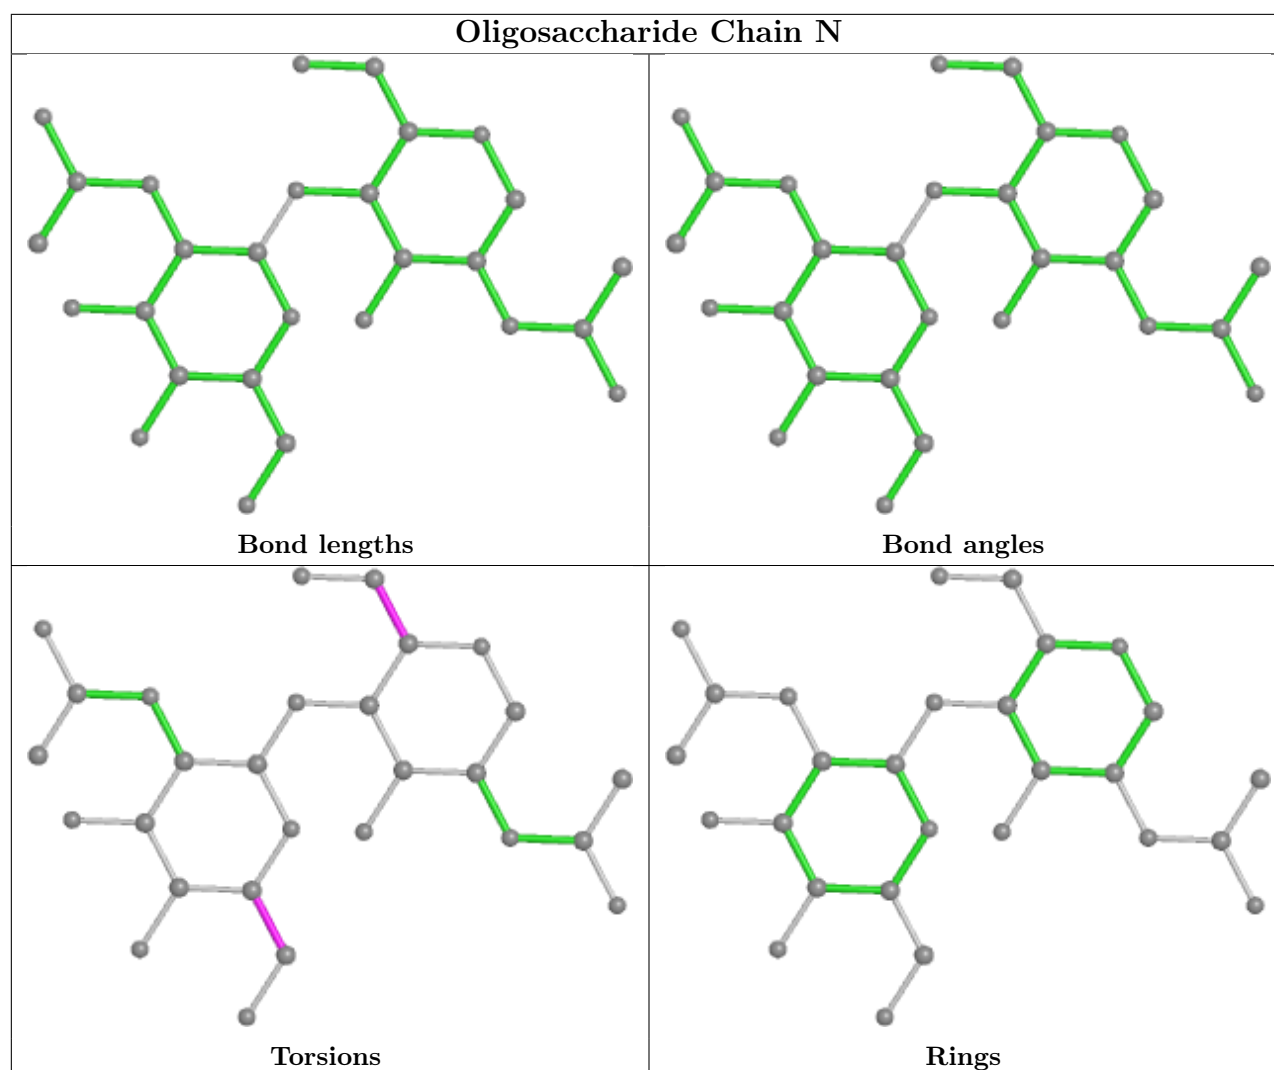 Oligosaccharide Chain N
Bond lengths
Bond angles
Torsions
Rings